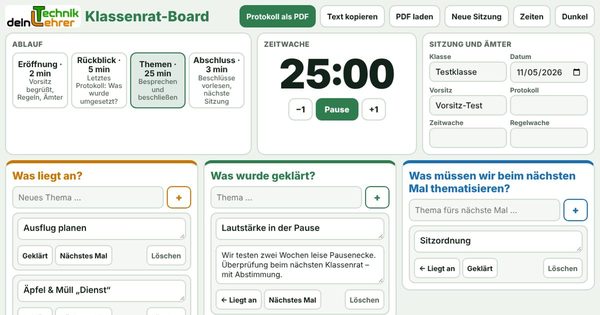 Technik
deinLehrer
Klassenrat-Board
Protokoll als PDF
Text kopieren
PDF laden
Neue Sitzung
Zeiten
Dunkel
ABLAUF
Eröffnung ·
2 min
Vorsitz
begrüßt,
Regeln, Ämter
Rückblick ·
5 min
Letztes
Protokoll: Was
wurde
umgesetzt?
Themen ·
25 min
Besprechen
und
beschließen
Abschluss ·
3 min
Beschlüsse
vorlesen,
nächste
Sitzung
ZEITWACHE
25:00
−1
Pause
+1
SITZUNG UND ÄMTER
Klasse
Datum
Testklasse
11/05/2026
Vorsitz
Protokoll
Vorsitz-Test
Zeitwache
Regelwache
Was liegt an?
Neues Thema ...
+
Ausflug planen
Geklärt
Nächstes Mal
Löschen
Äpfel & Müll „Dienst“
Was wurde geklärt?
Thema ...
+
Lautstärke in der Pause
Wir testen zwei Wochen leise Pausenecke.
Überprüfung beim nächsten Klassenrat –
mit Abstimmung.
← Liegt an
Nächstes Mal
Löschen
Was müssen wir beim nächsten
Mal thematisieren?
Thema fürs nächste Mal ...
+
Sitzordnung
← Liegt an
Geklärt
Löschen